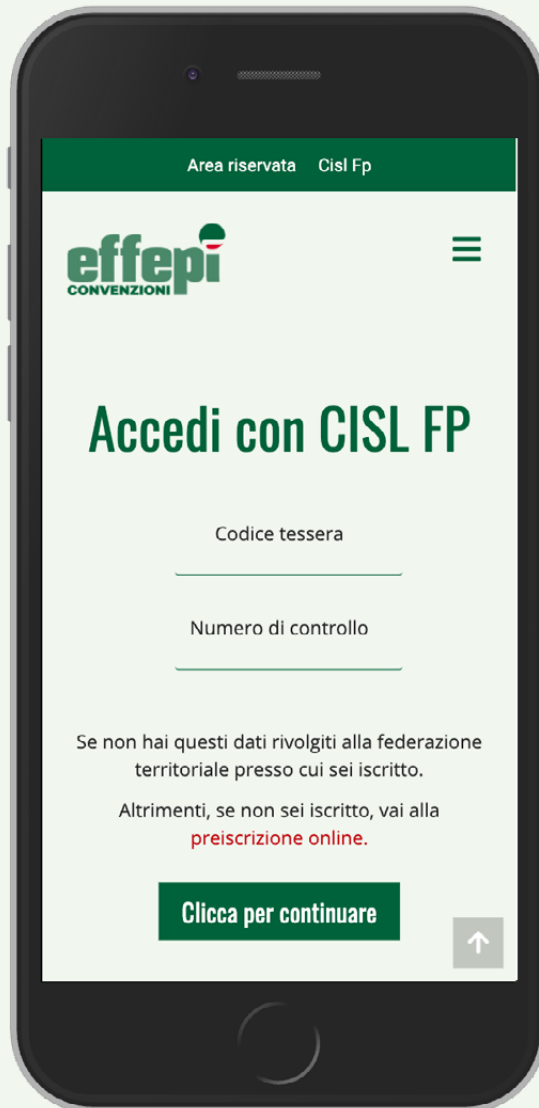 Area riservata Cisl Fp
effepi
CONVENZIONI
Accedi con CISL FP
Codice tessera
Numero di controllo
Se non hai questi dati rivolgiti alla federazione
territoriale presso cui sei iscritto.
Altrimenti, se non sei iscritto, vai alla
preiscrizione online.
Clicca per continuare